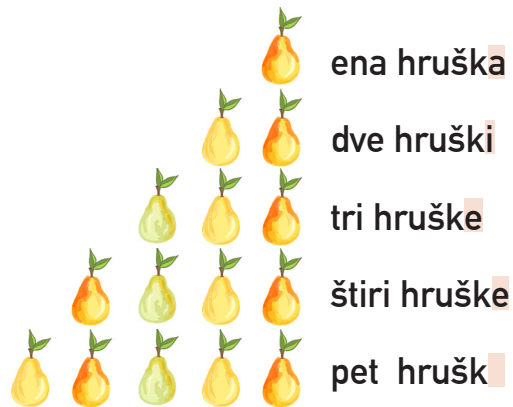 ena hruška
dve hruški
tri hruške
štiri hruške
pet hrušk